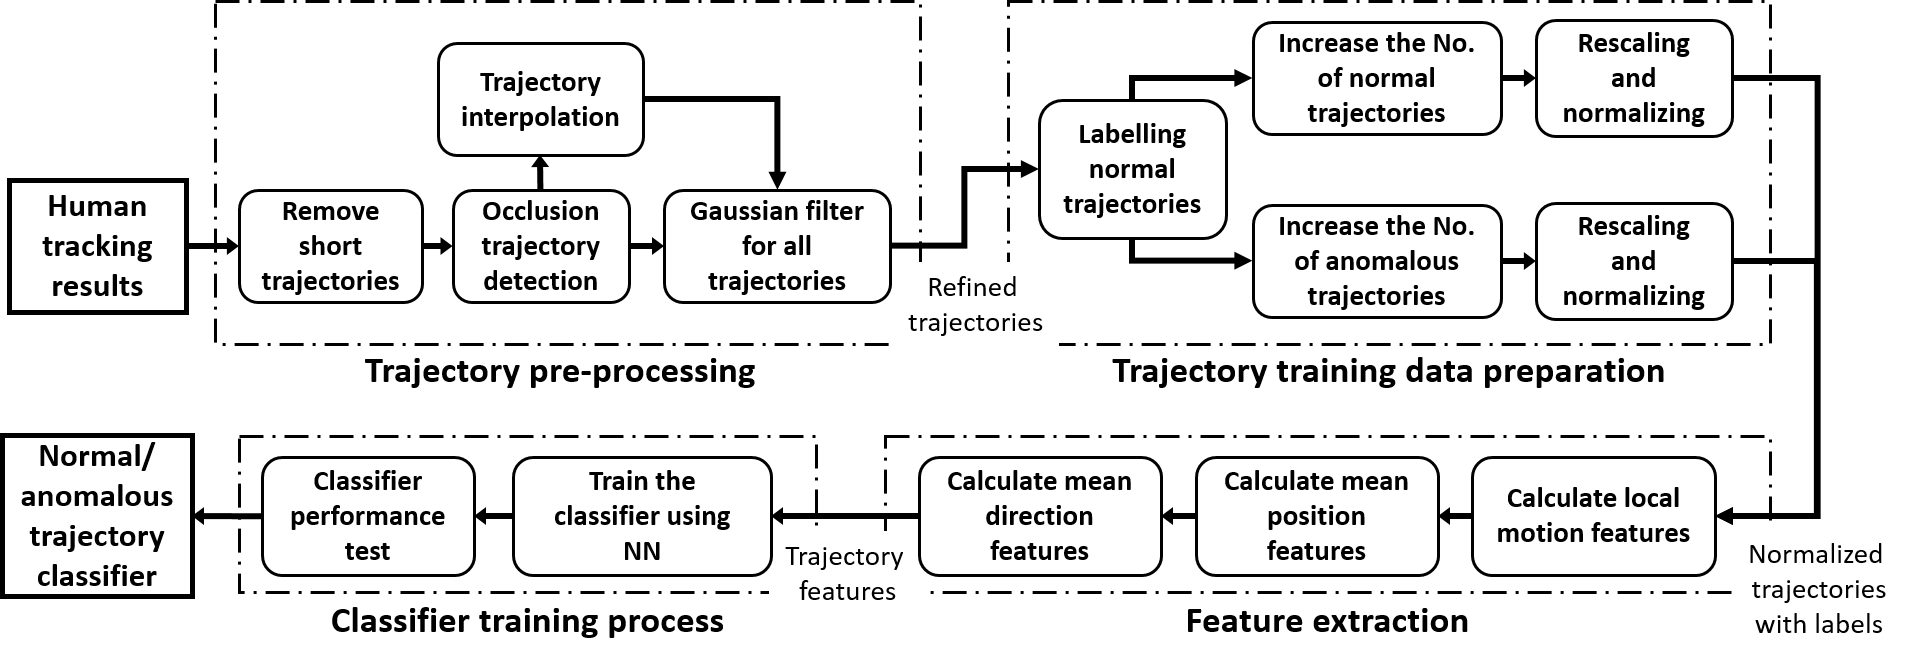 Human
tracking
results
Remove
short
trajectories
Occlusion
trajectory
detection
Trajectory
interpolation
Gaussian filter
for all
trajectories
Trajectory pre-processing
Refined
trajectories
Labelling
normal
trajectories
Increase the No.
of normal
trajectories
Rescaling
and
normalizing
Increase the No.
of anomalous
trajectories
Rescaling
and
normalizing
Trajectory training data preparation
Normalized
trajectories
with labels
Calculate local
motion features
Calculate mean
position
features
Calculate mean
direction
features
Feature extraction
Trajectory
features
Train the
classifier using
NN
Classifier
performance
test
Classifier training process
Normal/
anomalous
trajectory
classifier